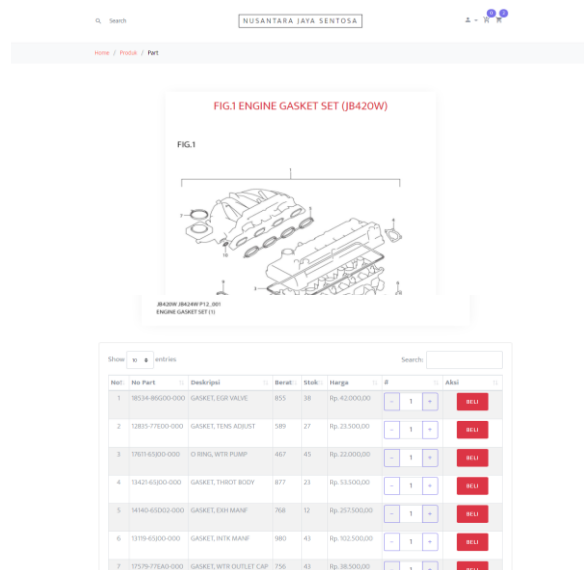 Search
NUSANTARA JAYA SENTOSA
0 0
Home / Produk / Part
FIG.1 ENGINE GASKET SET (JB420W)
FIG.1
1
JB420W JB424W P12_001
ENGINE GASKET SET (1)
Show 10 entries
Search:
No No Part Deskripsi Berat Stok Harga # Aksi
1 18534-86G00-000 GASKET, EGR VALVE 855 38 Rp. 42.000,00 - 1 + BELI
2 12835-77E00-000 GASKET, TENS ADJUST 589 27 Rp. 23.500,00 - 1 + BELI
3 17611-65J00-000 O RING, WTR PUMP 467 45 Rp. 22.000,00 - 1 + BELI
4 13421-65J00-000 GASKET, THROT BODY 877 23 Rp. 53.500,00 - 1 + BELI
5 14140-65D02-000 GASKET, EXH MANF 768 12 Rp. 257.500,00 - 1 + BELI
6 13119-65J00-000 GASKET, INTK MANF 980 43 Rp. 102.500,00 - 1 + BELI
7 17579-77EA0-000 GASKET, WTR OUTLET CAP 756 43 Rp. 38.500,00 - 1 + BELI